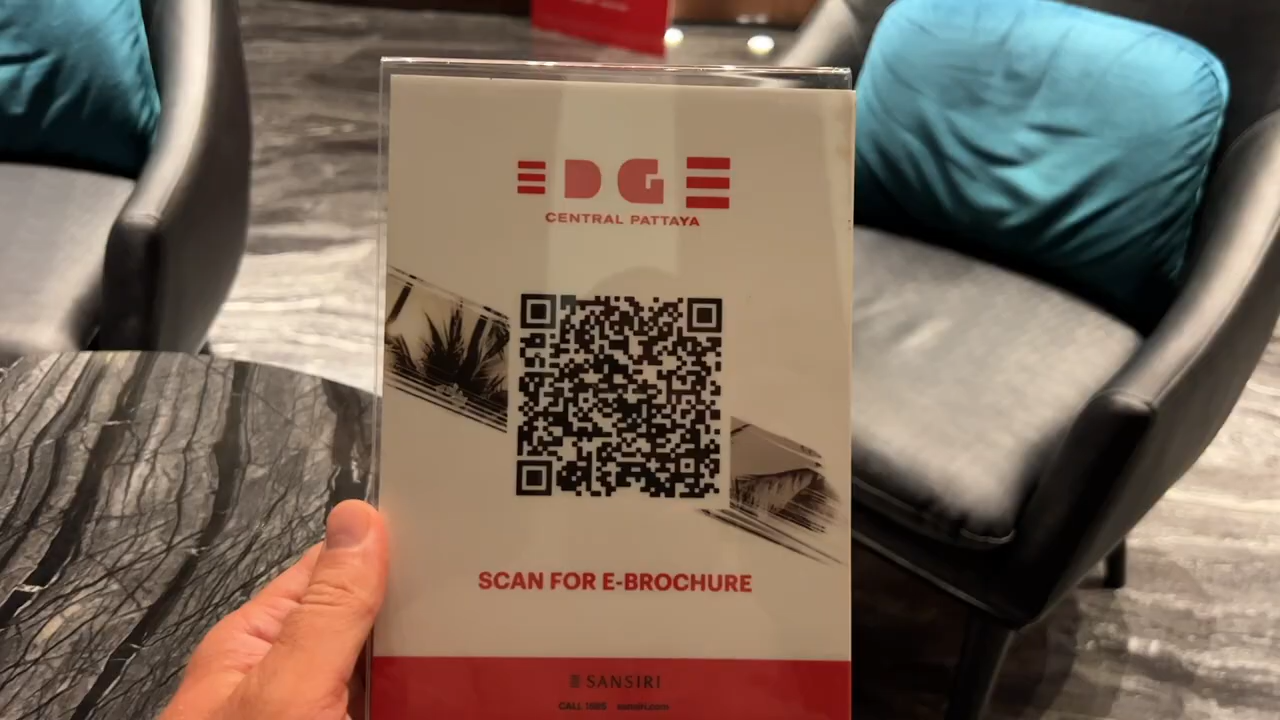 EDGE
CENTRAL PATTAYA
SCAN FOR E-BROCHURE
SANSIRI
CALL 1685 sansiri.com